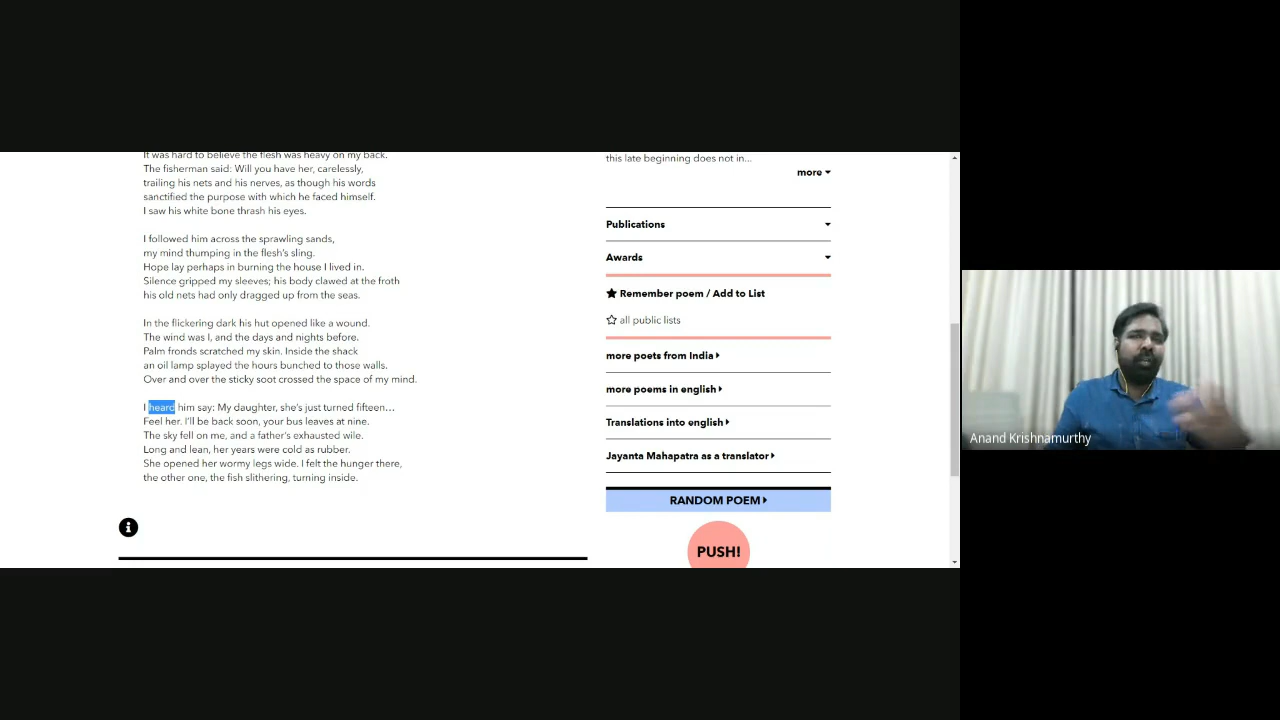 It was hard to believe the flesh was heavy on my back.
The fisherman said: Will you have her, carelessly,
trailing his nets and his nerves, as though his words
sanctified the purpose with which he faced himself.
I saw his white bone thrash his eyes.
I followed him across the sprawling sands,
my mind thumping in the flesh's sling.
Hope lay perhaps in burning the house I lived in.
Silence gripped my sleeves; his body clawed at the froth
his old nets had only dragged up from the seas.
In the flickering dark his hut opened like a wound.
The wind was I, and the days and nights before.
Palm fronds scratched my skin. Inside the shack
an oil lamp splayed the hours bunched to those walls.
Over and over the sticky soot crossed the space of my mind.
I heard him say: My daughter, she's just turned fifteen…
Feel her. I'll be back soon, your bus leaves at nine.
The sky fell on me, and a father's exhausted wile.
Long and lean, her years were cold as rubber.
She opened her wormy legs wide. I felt the hunger there,
the other one, the fish slithering, turning inside.
this late beginning does not in...
more
Publications
Awards
Remember poem / Add to List
all public lists
more poets from India
more poems in english
Translations into english
Jayanta Mahapatra as a translator
RANDOM POEM
PUSH!
Anand Krishnamurthy